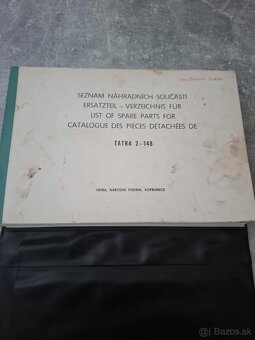 SEZNAM NÁHRADNÍCH SOUČÁSTÍ
ERSATZTEIL – VERZEICHNIS FÜR
LIST OF SPARE PARTS FOR
CATALOGUE DES PIECES DÉTACHÉES DE
TATRA 2-148
TATRA, NÁRODNÍ PODNIK, KOPŘIVNICE
Bazos.sk